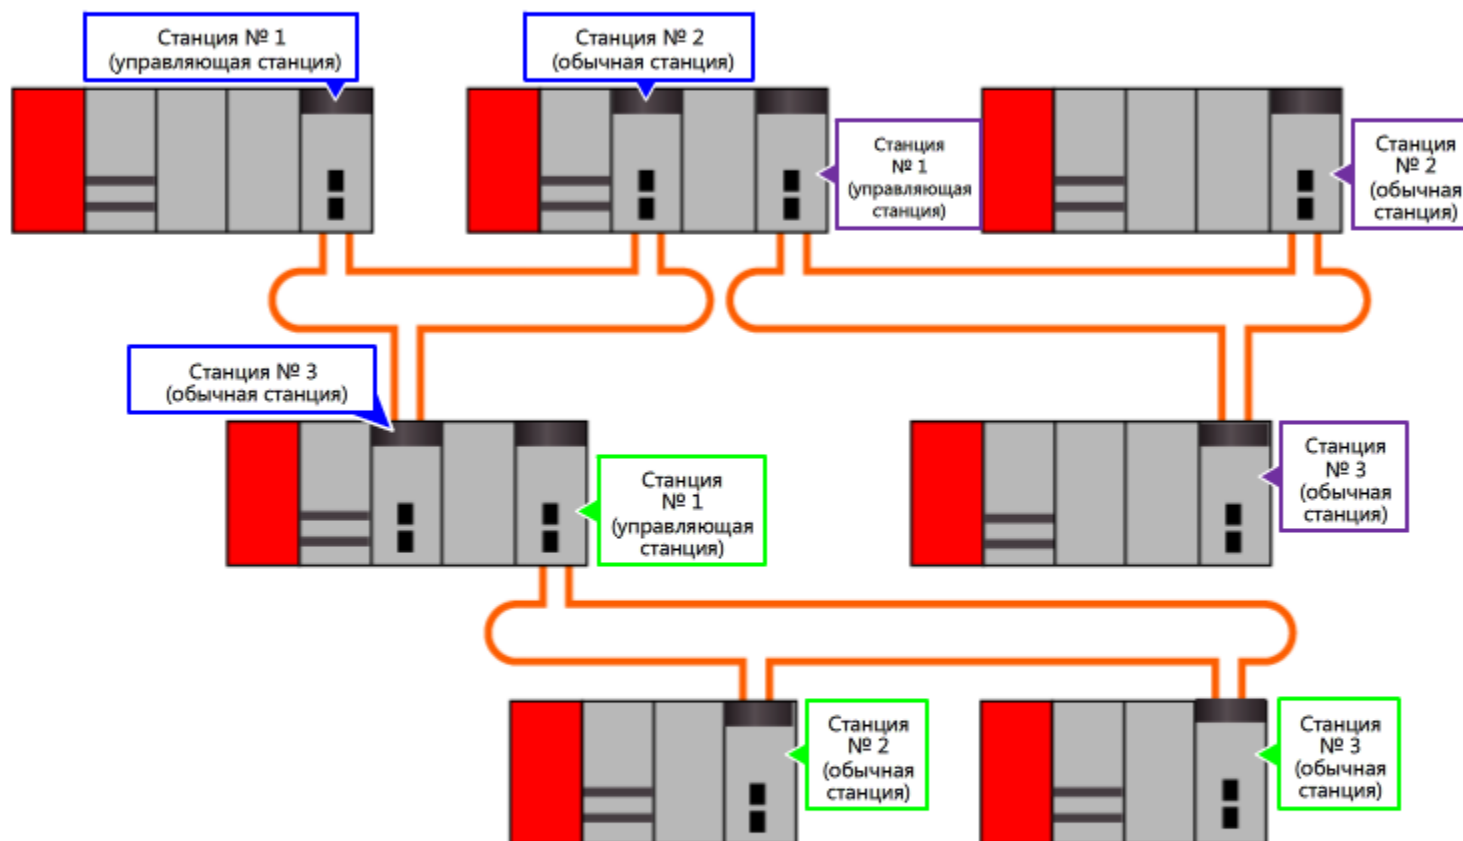 Станция № 1
(управляющая станция)
Станция № 2
(обычная станция)
Станция
№ 1
(управляющая
станция)
Станция
№ 2
(обычная
станция)
Станция № 3
(обычная станция)
Станция
№ 1
(управляющая
станция)
Станция
№ 3
(обычная
станция)
Станция
№ 2
(обычная
станция)
Станция
№ 3
(обычная
станция)